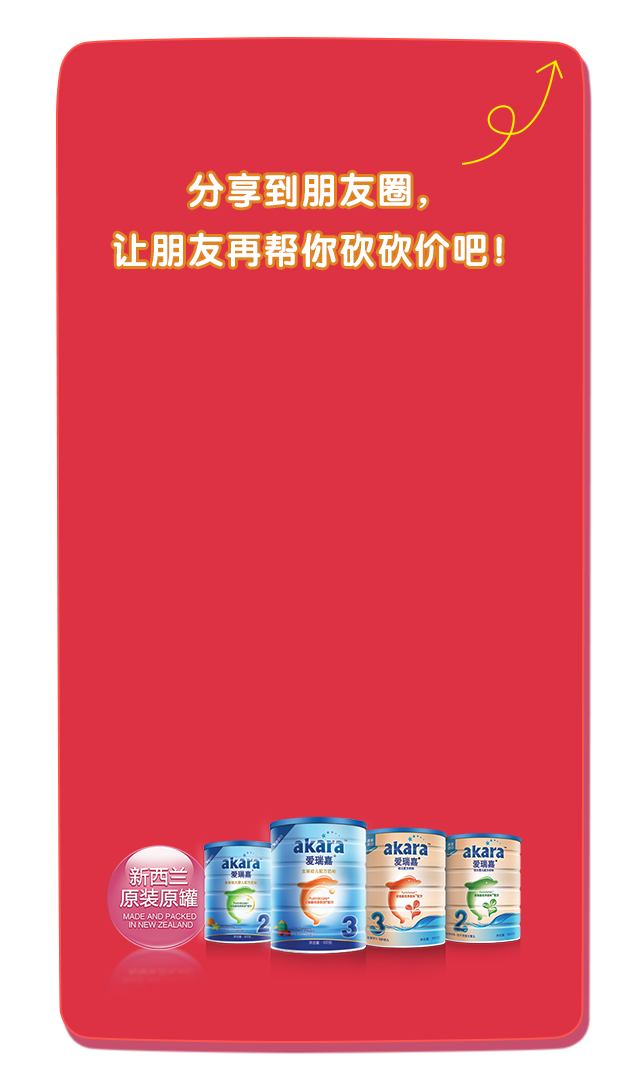 分享到朋友圈，
让朋友再帮你砍砍价吧！
新西兰
原装原罐
MADE AND PACKED
IN NEW ZEALAND
akara
爱瑞嘉
2
akara
爱瑞嘉
3
akara
爱瑞嘉
3
akara
爱瑞嘉
2